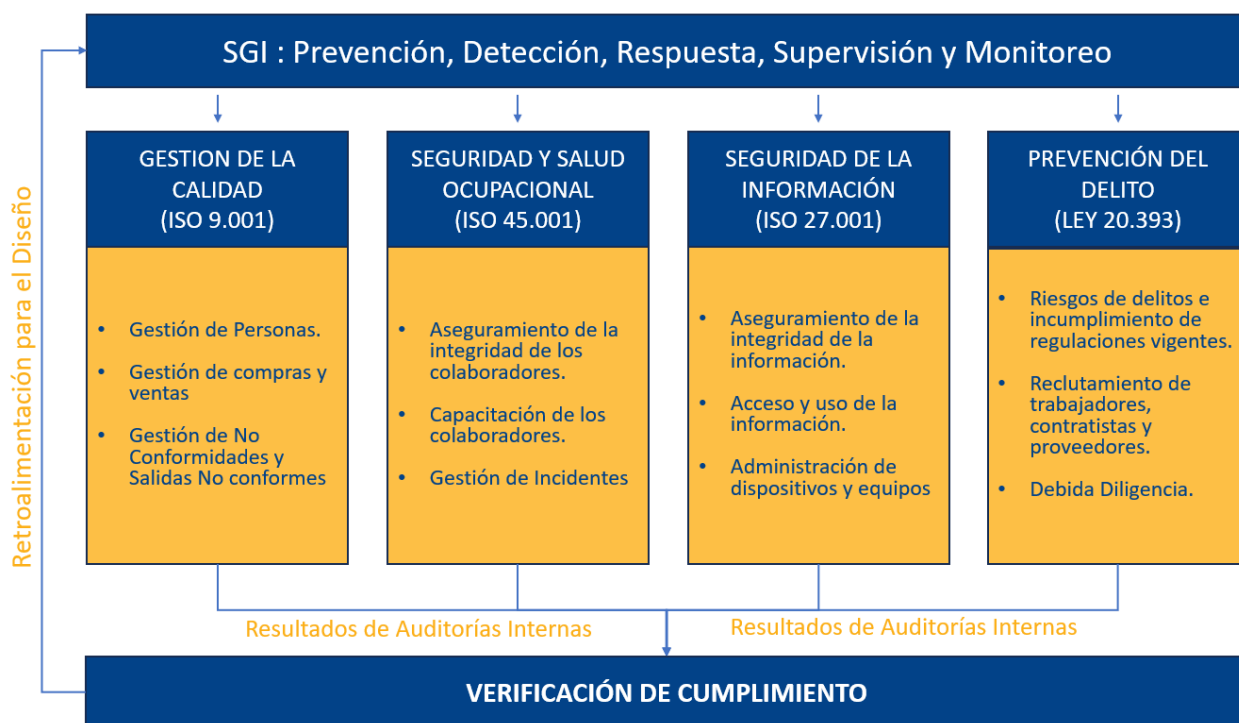 SGI : Prevención, Detección, Respuesta, Supervisión y Monitoreo
GESTION DE LA
CALIDAD
(ISO 9.001)
• Gestión de Personas.
• Gestión de compras y
ventas
• Gestión de No
Conformidades y
Salidas No conformes
SEGURIDAD Y SALUD
OCUPACIONAL
(ISO 45.001)
• Aseguramiento de la
integridad de los
colaboradores.
• Capacitación de los
colaboradores.
• Gestión de Incidentes
SEGURIDAD DE LA
INFORMACIÓN
(ISO 27.001)
• Aseguramiento de la
integridad de la
información.
• Acceso y uso de la
información.
• Administración de
dispositivos y equipos
PREVENCIÓN DEL
DELITO
(LEY 20.393)
• Riesgos de delitos e
incumplimiento de
regulaciones vigentes.
• Reclutamiento de
trabajadores,
contratistas y
proveedores.
• Debida Diligencia.
Resultados de Auditorías Internas
Resultados de Auditorías Internas
VERIFICACIÓN DE CUMPLIMIENTO
Retroalimentación para el Diseño